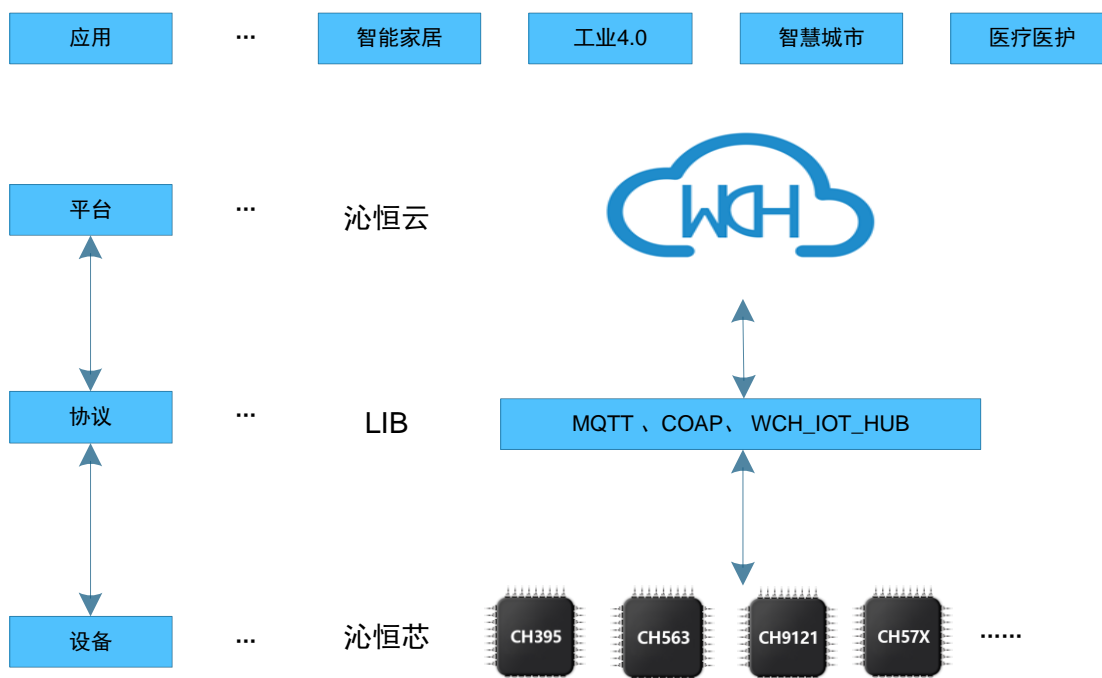 应用 ... 智能家居 工业4.0 智慧城市 医疗医护
WCH
平台 ... 沁恒云
协议 ... LIB MQTT 、COAP、 WCH_IOT_HUB
设备 ... 沁恒芯 CH395 CH563 CH9121 CH57X ......